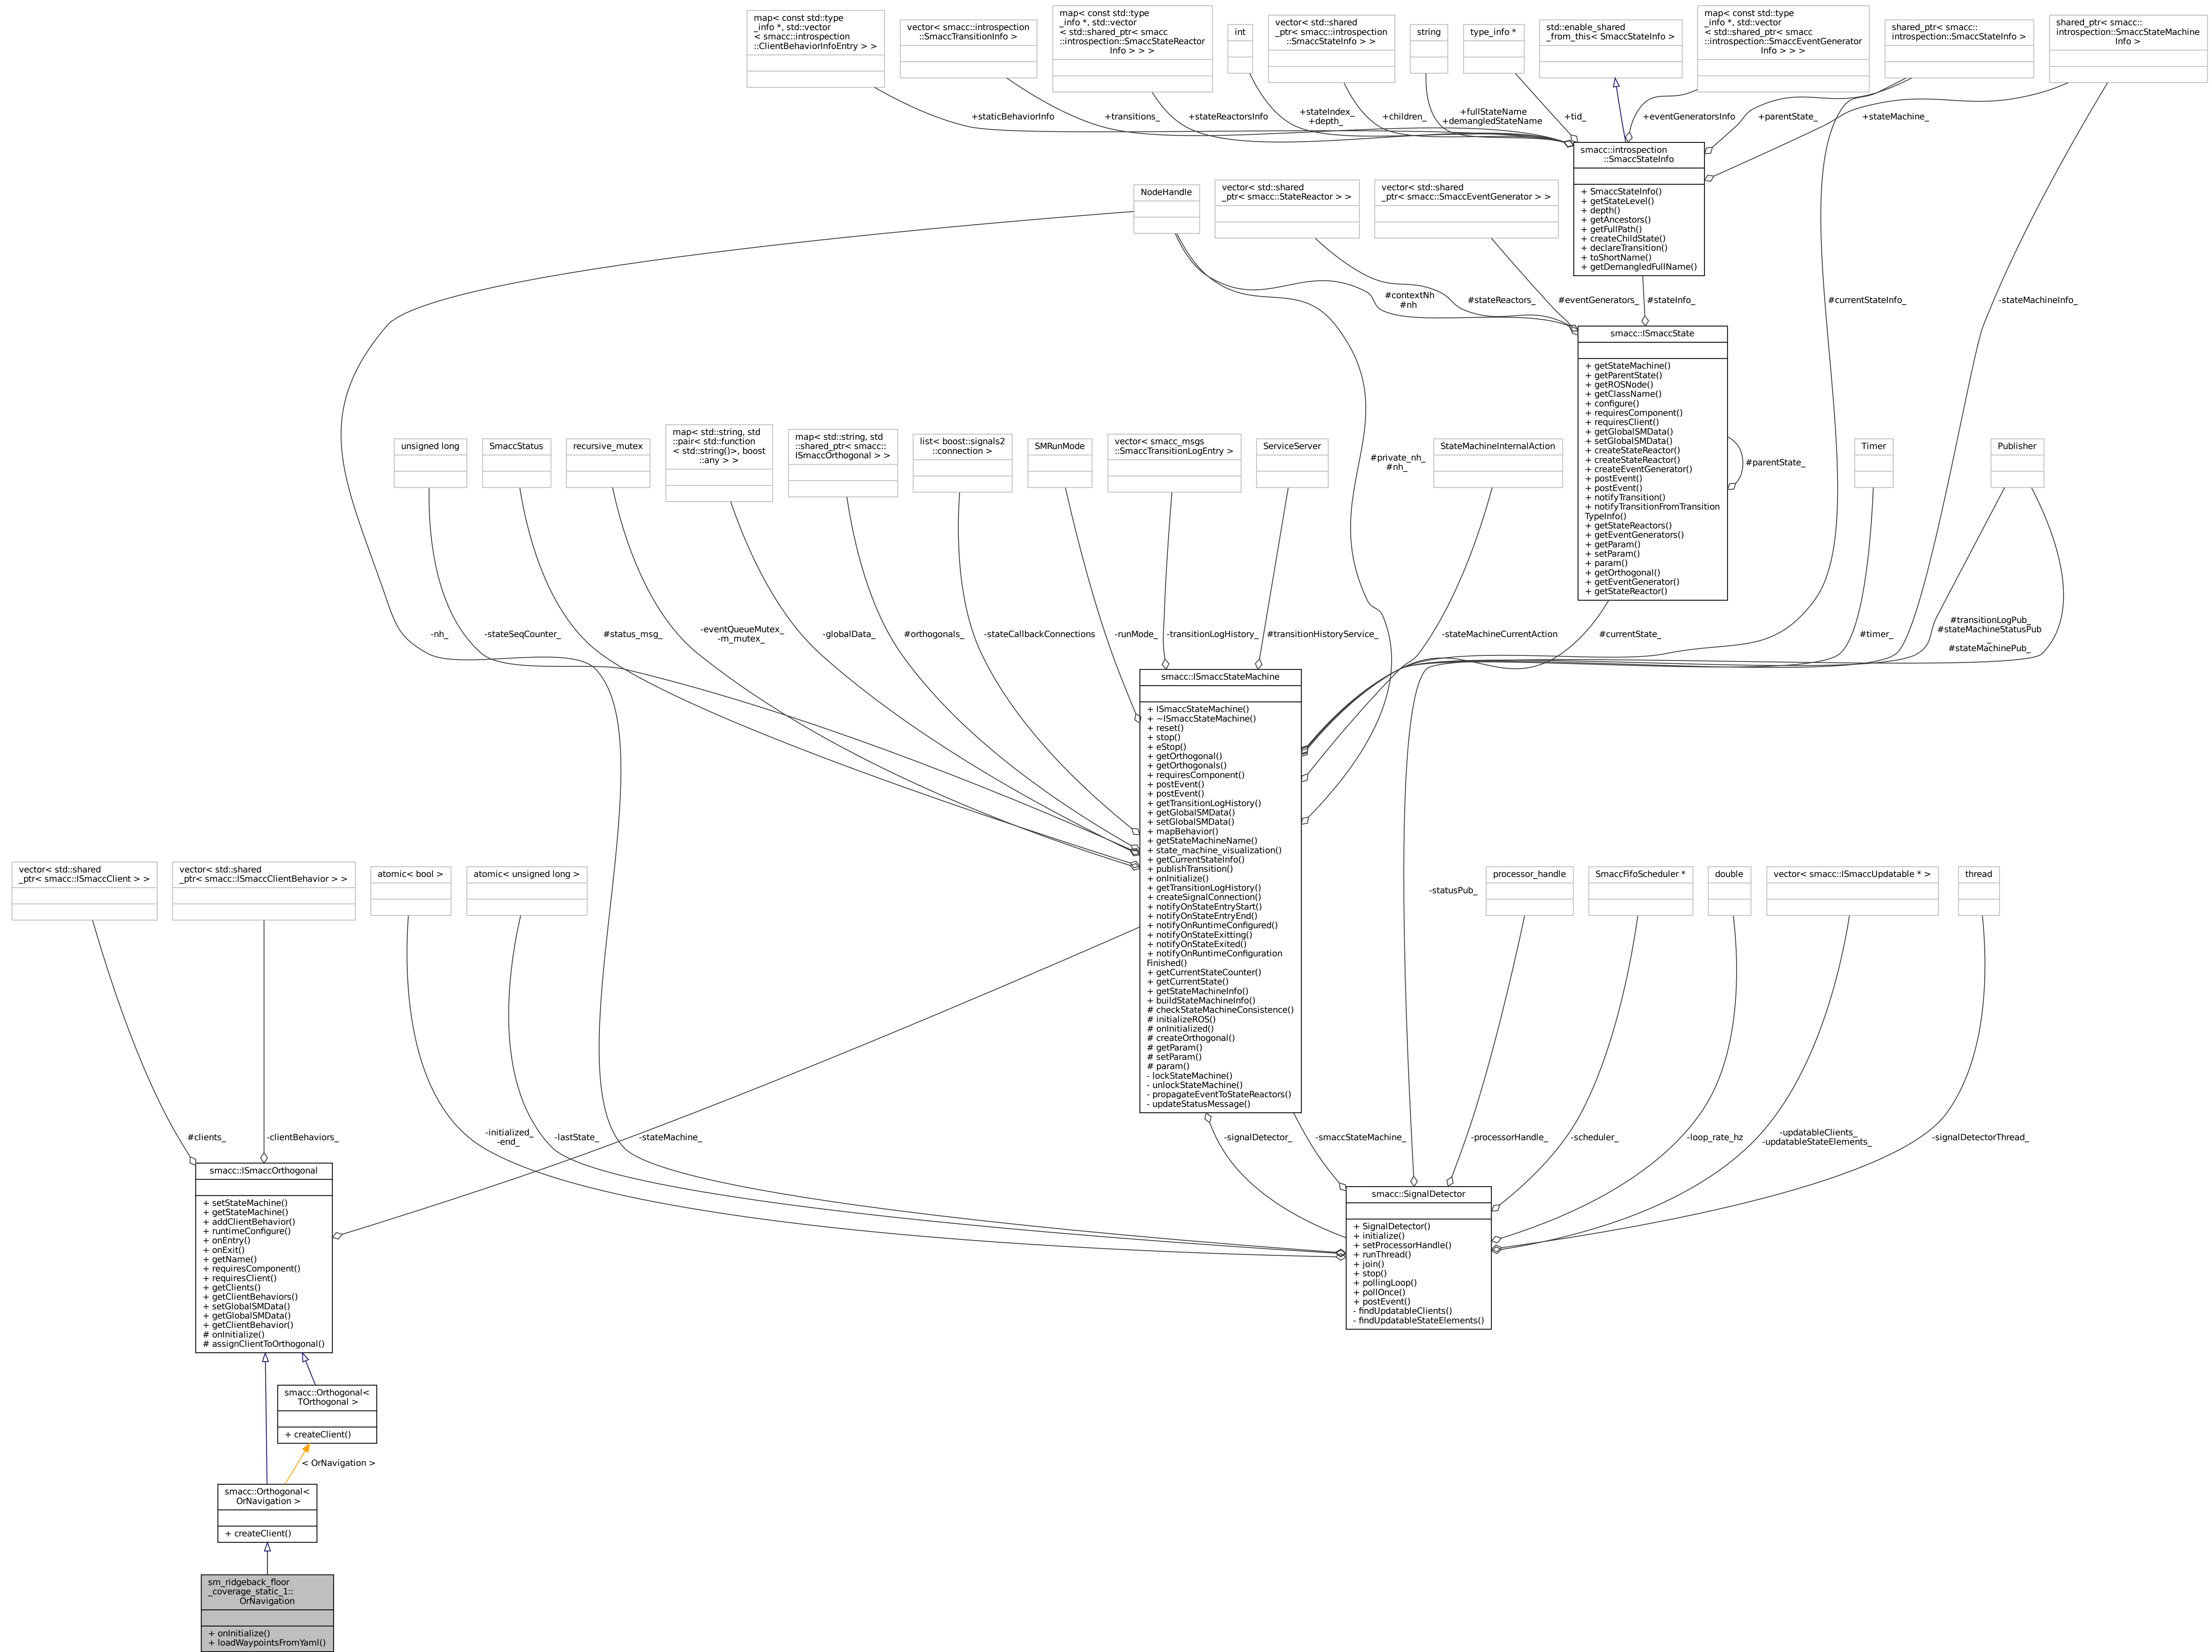 map< const std::type
_info *, std::vector
< smacc::introspection
::ClientBehaviorInfoEntry > >
vector< smacc::introspection
::SmaccTransitionInfo >
map< const std::type
_info *, std::vector
< std::shared_ptr< smacc
::introspection::SmaccStateReactor
Info > > >
int
vector< std::shared
_ptr< smacc::introspection
::SmaccStateInfo > >
string
type_info *
std::enable_shared
_from_this< SmaccStateInfo >
map< const std::type
_info *, std::vector
< std::shared_ptr< smacc
::introspection::SmaccEventGenerator
Info > > >
shared_ptr< smacc::
introspection::SmaccStateInfo >
shared_ptr< smacc::
introspection::SmaccStateMachine
Info >
+staticBehaviorInfo
+transitions_
+stateReactorsInfo
+stateIndex_
+depth_
+children_
+fullStateName
+demangledStateName
+tid_
+eventGeneratorsInfo
+parentState_
+stateMachine_
smacc::introspection
::SmaccStateInfo
+ SmaccStateInfo()
+ getStateLevel()
+ depth()
+ getAncestors()
+ getFullPath()
+ createChildState()
+ declareTransition()
+ toShortName()
+ getDemangledFullName()
NodeHandle
vector< std::shared
_ptr< smacc::StateReactor > >
vector< std::shared
_ptr< smacc::SmaccEventGenerator > >
#contextNh
#nh
#stateReactors_
#eventGenerators_
#stateInfo_
#currentStateInfo_
-stateMachineInfo_
smacc::ISmaccState
+ getStateMachine()
+ getParentState()
+ getROSNode()
+ getClassName()
+ configure()
+ requiresComponent()
+ requiresClient()
+ getGlobalSMData()
+ setGlobalSMData()
+ createStateReactor()
+ createStateReactor()
+ createEventGenerator()
+ postEvent()
+ postEvent()
+ notifyTransition()
+ notifyTransitionFromTransition
TypeInfo()
+ getStateReactors()
+ getEventGenerators()
+ getParam()
+ setParam()
+ param()
+ getOrthogonal()
+ getEventGenerator()
+ getStateReactor()
#parentState_
unsigned long
SmaccStatus
recursive_mutex
map< std::string, std
::pair< std::function
< std::string()>, boost
::any > >
map< std::string, std
::shared_ptr< smacc::
ISmaccOrthogonal > >
list< boost::signals2
::connection >
SMRunMode
vector< smacc_msgs
::SmaccTransitionLogEntry >
ServiceServer
#private_nh_
#nh_
StateMachineInternalAction
Timer
Publisher
-nh_
-stateSeqCounter_
#status_msg_
-eventQueueMutex_
-m_mutex_
-globalData_
#orthogonals_
-stateCallbackConnections
-runMode_
-transitionLogHistory_
#transitionHistoryService_
-stateMachineCurrentAction
#currentState_
#timer_
#transitionLogPub_
#stateMachineStatusPub
_
#stateMachinePub_
smacc::ISmaccStateMachine
+ ISmaccStateMachine()
+ ~ISmaccStateMachine()
+ reset()
+ stop()
+ eStop()
+ getOrthogonal()
+ getOrthogonals()
+ requiresComponent()
+ postEvent()
+ postEvent()
+ getTransitionLogHistory()
+ getGlobalSMData()
+ setGlobalSMData()
+ mapBehavior()
+ getStateMachineName()
+ state_machine_visualization()
+ getCurrentStateInfo()
+ publishTransition()
+ onInitialize()
+ getTransitionLogHistory()
+ createSignalConnection()
+ notifyOnStateEntryStart()
+ notifyOnStateEntryEnd()
+ notifyOnRuntimeConfigured()
+ notifyOnStateExitting()
+ notifyOnStateExited()
+ notifyOnRuntimeConfiguration
Finished()
+ getCurrentStateCounter()
+ getCurrentState()
+ getStateMachineInfo()
+ buildStateMachineInfo()
# checkStateMachineConsistence()
# initializeROS()
# onInitialized()
# createOrthogonal()
# getParam()
# setParam()
# param()
- lockStateMachine()
- unlockStateMachine()
- propagateEventToStateReactors()
- updateStatusMessage()
vector< std::shared
_ptr< smacc::ISmaccClient > >
vector< std::shared
_ptr< smacc::ISmaccClientBehavior > >
atomic< bool >
atomic< unsigned long >
-statusPub_
processor_handle
SmaccFifoScheduler *
double
vector< smacc::ISmaccUpdatable * >
thread
#clients_
-clientBehaviors_
-initialized_
-end_
-lastState_
-stateMachine_
-signalDetector_
-smaccStateMachine_
-processorHandle_
-scheduler_
-loop_rate_hz
-updatableClients_
-updatableStateElements_
-signalDetectorThread_
smacc::ISmaccOrthogonal
+ setStateMachine()
+ getStateMachine()
+ addClientBehavior()
+ runtimeConfigure()
+ onEntry()
+ onExit()
+ getName()
+ requiresComponent()
+ requiresClient()
+ getClients()
+ getClientBehaviors()
+ setGlobalSMData()
+ getGlobalSMData()
+ getClientBehavior()
# onInitialize()
# assignClientToOrthogonal()
smacc::SignalDetector
+ SignalDetector()
+ initialize()
+ setProcessorHandle()
+ runThread()
+ join()
+ stop()
+ pollingLoop()
+ pollOnce()
+ postEvent()
- findUpdatableClients()
- findUpdatableStateElements()
smacc::Orthogonal<
TOrthogonal >
+ createClient()
< OrNavigation >
smacc::Orthogonal<
OrNavigation >
+ createClient()
sm_ridgeback_floor
_coverage_static_1::
OrNavigation
+ onInitialize()
+ loadWaypointsFromYaml()